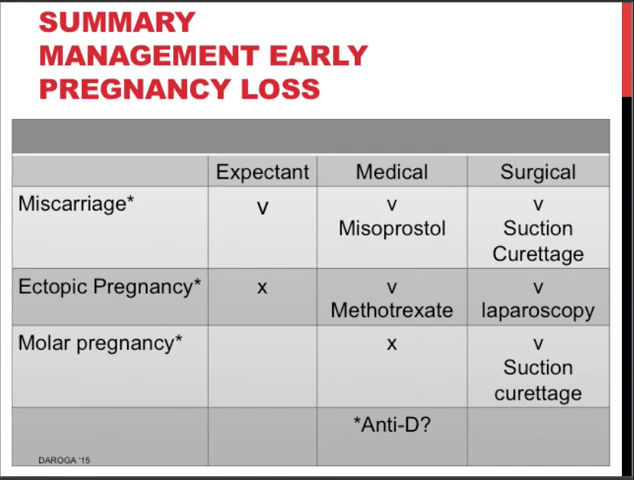 SUMMARY
MANAGEMENT EARLY
PREGNANCY LOSS
Expectant Medical Surgical
Miscarriage* v v v
Misoprostol Suction
Curettage
Ectopic Pregnancy* x v v
Methotrexate laparoscopy
Molar pregnancy* x v
Suction
curettage
*Anti-D?
DAROGA '15